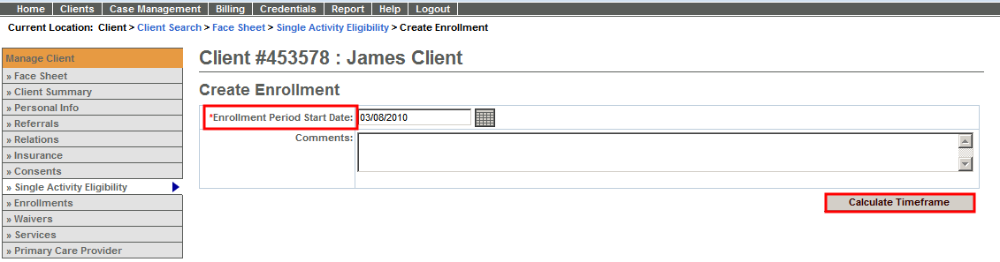 Home Clients Case Management Billing Credentials Report Help Logout
Current Location: Client > Client Search > Face Sheet > Single Activity Eligibility > Create Enrollment
Manage Client
» Face Sheet
» Client Summary
» Personal Info
» Referrals
» Relations
» Insurance
» Consents
» Single Activity Eligibility
» Enrollments
» Waivers
» Services
» Primary Care Provider
Client #453578 : James Client
Create Enrollment
*Enrollment Period Start Date: 03/08/2010
Comments:
Calculate Timeframe